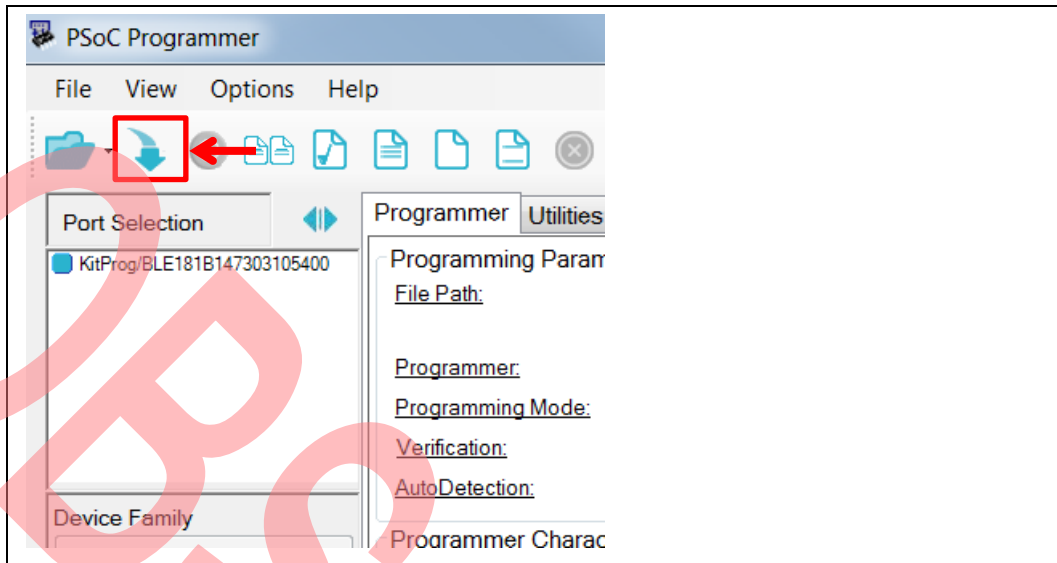 PSoC Programmer
File View Options Help
Port Selection
Programmer Utilities
KitProg/BLE181B147303105400
Programming Param
File Path:
Programmer:
Programming Mode:
Verification:
AutoDetection:
Device Family
Programmer Charac